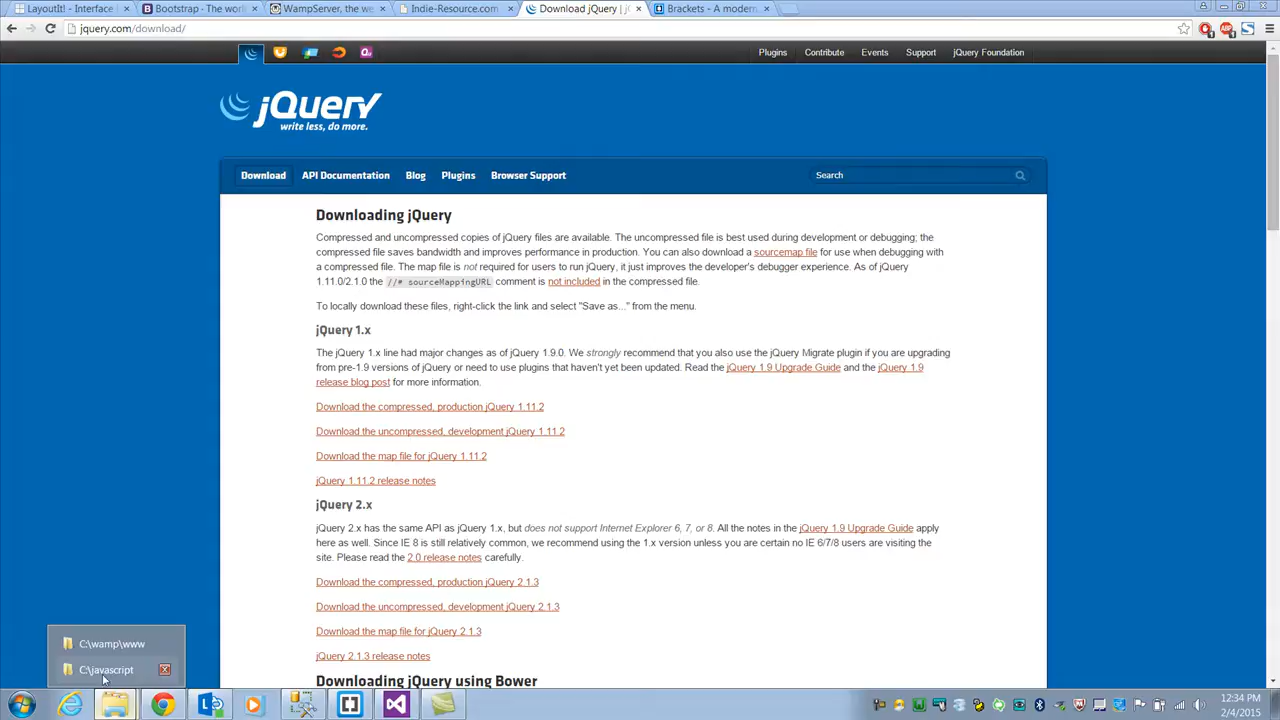 LayoutIt! - Interface
Bootstrap - The worl
WampServer, the we
Indie-Resource.com
Download jQuery | j
Brackets - A modern
jquery.com/download/
Plugins
Contribute
Events
Support
jQuery Foundation
jQuery
write less, do more.
Download
API Documentation
Blog
Plugins
Browser Support
Search
Downloading jQuery
Compressed and uncompressed copies of jQuery files are available. The uncompressed file is best used during development or debugging; the
compressed file saves bandwidth and improves performance in production. You can also download a sourcemap file for use when debugging with
a compressed file. The map file is not required for users to run jQuery, it just improves the developer's debugger experience. As of jQuery
1.11.0/2.1.0 the //# sourceMappingURL comment is not included in the compressed file.
To locally download these files, right-click the link and select "Save as..." from the menu.
jQuery 1.x
The jQuery 1.x line had major changes as of jQuery 1.9.0. We strongly recommend that you also use the jQuery Migrate plugin if you are upgrading
from pre-1.9 versions of jQuery or need to use plugins that haven't yet been updated. Read the jQuery 1.9 Upgrade Guide and the jQuery 1.9
release blog post for more information.
Download the compressed, production jQuery 1.11.2
Download the uncompressed, development jQuery 1.11.2
Download the map file for jQuery 1.11.2
jQuery 1.11.2 release notes
jQuery 2.x
jQuery 2.x has the same API as jQuery 1.x, but does not support Internet Explorer 6, 7, or 8. All the notes in the jQuery 1.9 Upgrade Guide apply
here as well. Since IE 8 is still relatively common, we recommend using the 1.x version unless you are certain no IE 6/7/8 users are visiting the
site. Please read the 2.0 release notes carefully.
Download the compressed, production jQuery 2.1.3
Download the uncompressed, development jQuery 2.1.3
Download the map file for jQuery 2.1.3
jQuery 2.1.3 release notes
Downloading jQuery using Bower
C:\wamp\www
C:\javascript
12:34 PM
2/4/2015